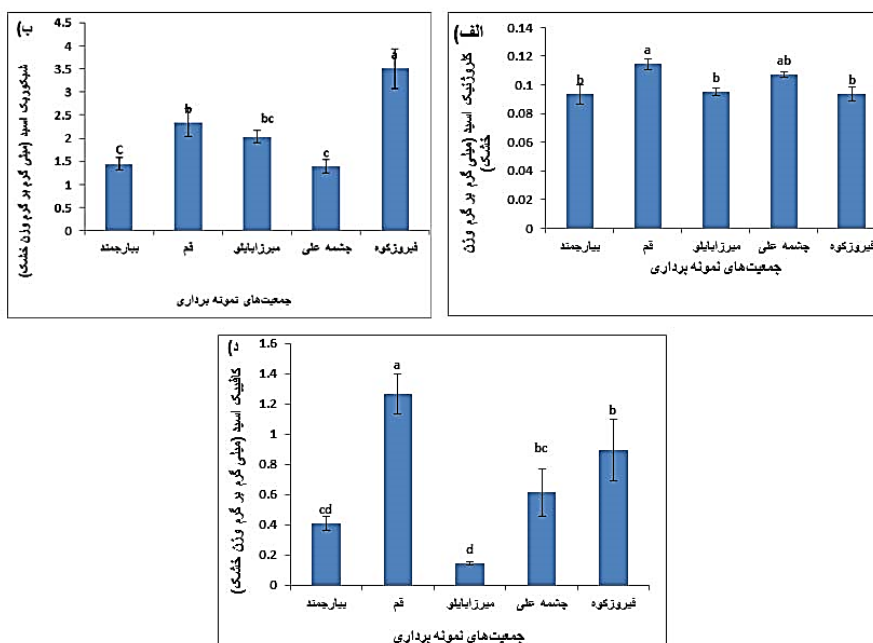 الف)
کلروژنیک اسید (میلی گرم بر گرم وزن
خشک)
0.14
0.12
0.1
0.08
0.06
0.04
0.02
0
b
a
b
ab
b
بیارجمند
قم
میرزابایلو
چشمه علی
فیروزکوه
جمعیت‌های نمونه برداری
شیکیمیک اسید (میلی گرم بر گرم وزن خشک)
4.5
4
3.5
3
2.5
2
1.5
1
0.5
0
C
b
bc
c
a
بیارجمند
قم
میرزابایلو
چشمه علی
فیروزکوه
جمعیت‌های نمونه برداری
د)
کافییک اسید (میلی گرم بر گرم وزن خشک)
1.6
1.4
1.2
1
0.8
0.6
0.4
0.2
0
cd
a
d
bc
b
بیارجمند
قم
میرزابایلو
چشمه علی
فیروزکوه
جمعیت‌های نمونه برداری